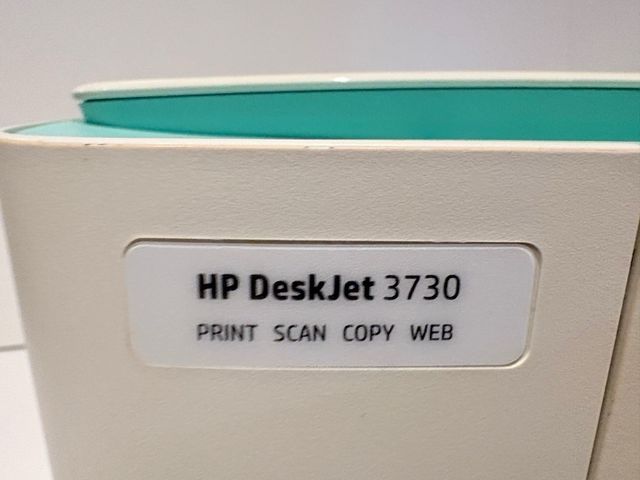 HP DeskJet 3730
PRINT SCAN COPY WEB